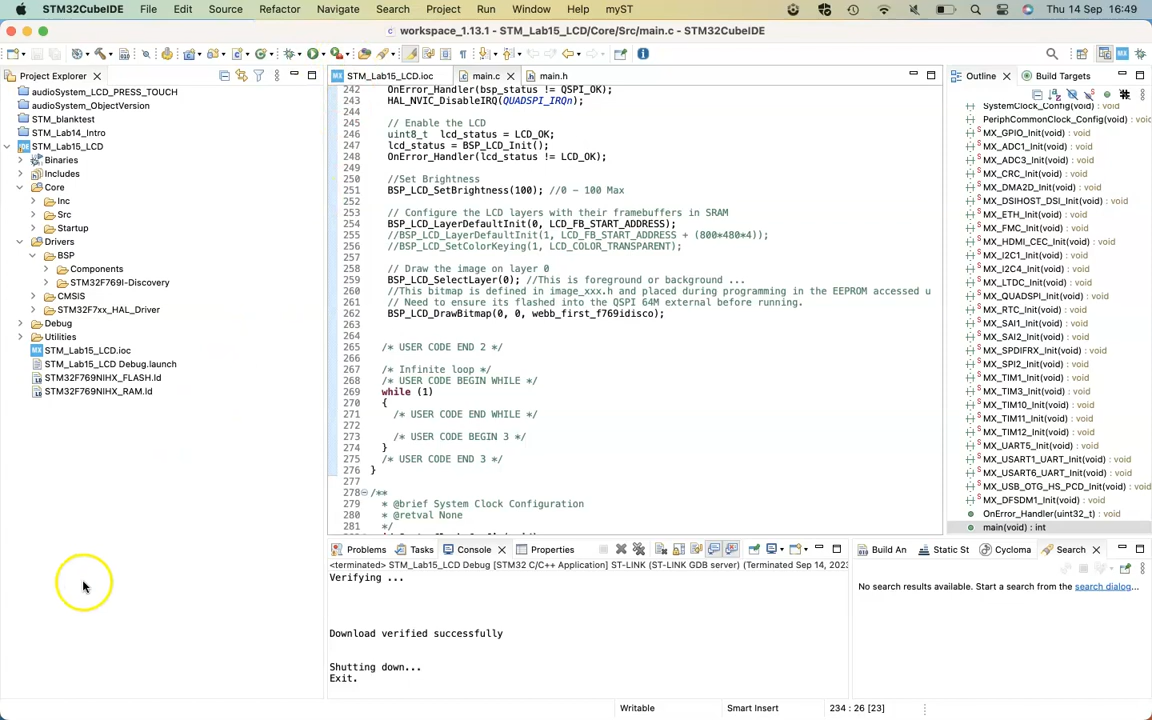 STM32CubeIDE File Edit Source Refactor Navigate Search Project Run Window Help myST Thu 14 Sep 16:49
workspace_1.13.1 - STM_Lab15_LCD/Core/Src/main.c - STM32CubeIDE
Project Explorer
audioSystem_LCD_PRESS_TOUCH
audioSystem_ObjectVersion
STM_blanktest
STM_Lab14_Intro
STM_Lab15_LCD
Binaries
Includes
Core
Inc
Src
Startup
Drivers
BSP
Components
STM32F769I-Discovery
CMSIS
STM32F7xx_HAL_Driver
Debug
Utilities
STM_Lab15_LCD.ioc
STM_Lab15_LCD Debug.launch
STM32F769NIHX_FLASH.ld
STM32F769NIHX_RAM.ld
STM_Lab15_LCD.ioc main.c main.h
242 OnError_Handler(bsp_status != QSPI_OK);
243 HAL_NVIC_DisableIRQ(QUADSPI_IRQn);
244
245 // Enable the LCD
246 uint8_t lcd_status = LCD_OK;
247 lcd_status = BSP_LCD_Init();
248 OnError_Handler(lcd_status != LCD_OK);
249
250 //Set Brightness
251 BSP_LCD_SetBrightness(100); //0 ~ 100 Max
252
253 // Configure the LCD layers with their framebuffers in SRAM
254 BSP_LCD_LayerDefaultInit(0, LCD_FB_START_ADDRESS);
255 //BSP_LCD_LayerDefaultInit(1, LCD_FB_START_ADDRESS + (800*480*4));
256 //BSP_LCD_SetColorKeying(1, LCD_COLOR_TRANSPARENT);
257
258 // Draw the image on layer 0
259 BSP_LCD_SelectLayer(0); //This is foreground or background ...
260 //This bitmap is defined in image_xxx.h and placed during programming in the EEPROM accessed u
261 // Need to ensure its flashed into the QSPI 64M external before running.
262 BSP_LCD_DrawBitmap(0, 0, webb_first_f769idisco);
263
264
265 /* USER CODE END 2 */
266
267 /* Infinite loop */
268 /* USER CODE BEGIN WHILE */
269 while (1)
270 {
271 /* USER CODE END WHILE */
272
273 /* USER CODE BEGIN 3 */
274 }
275 /* USER CODE END 3 */
276 }
277
278 /**
279 * @brief System Clock Configuration
280 * @retval None
281 */
Outline Build Targets
SystemClock_Config(void) : void
PeriphCommonClock_Config(void) : void
MX_GPIO_Init(void) : void
MX_ADC1_Init(void) : void
MX_ADC3_Init(void) : void
MX_CRC_Init(void) : void
MX_DMA2D_Init(void) : void
MX_DSIHOST_DSI_Init(void) : void
MX_ETH_Init(void) : void
MX_FMC_Init(void) : void
MX_HDMI_CEC_Init(void) : void
MX_I2C1_Init(void) : void
MX_I2C4_Init(void) : void
MX_LTDC_Init(void) : void
MX_QUADSPI_Init(void) : void
MX_RTC_Init(void) : void
MX_SAI1_Init(void) : void
MX_SAI2_Init(void) : void
MX_SPDIFRX_Init(void) : void
MX_SPI2_Init(void) : void
MX_TIM1_Init(void) : void
MX_TIM3_Init(void) : void
MX_TIM10_Init(void) : void
MX_TIM11_Init(void) : void
MX_TIM12_Init(void) : void
MX_UART5_Init(void) : void
MX_USART1_UART_Init(void) : void
MX_USART6_UART_Init(void) : void
MX_USB_OTG_HS_PCD_Init(void) : void
MX_DFSDM1_Init(void) : void
OnError_Handler(uint32_t) : void
main(void) : int
Problems Tasks Console Properties
<terminated> STM_Lab15_LCD Debug [STM32 C/C++ Application] ST-LINK (ST-LINK GDB server) (Terminated Sep 14, 2023
Verifying ...
Download verified successfully
Shutting down...
Exit.
Build An Static St Cycloma Search
No search results available. Start a search from the search dialog...
Writable Smart Insert 234 : 26 [23]